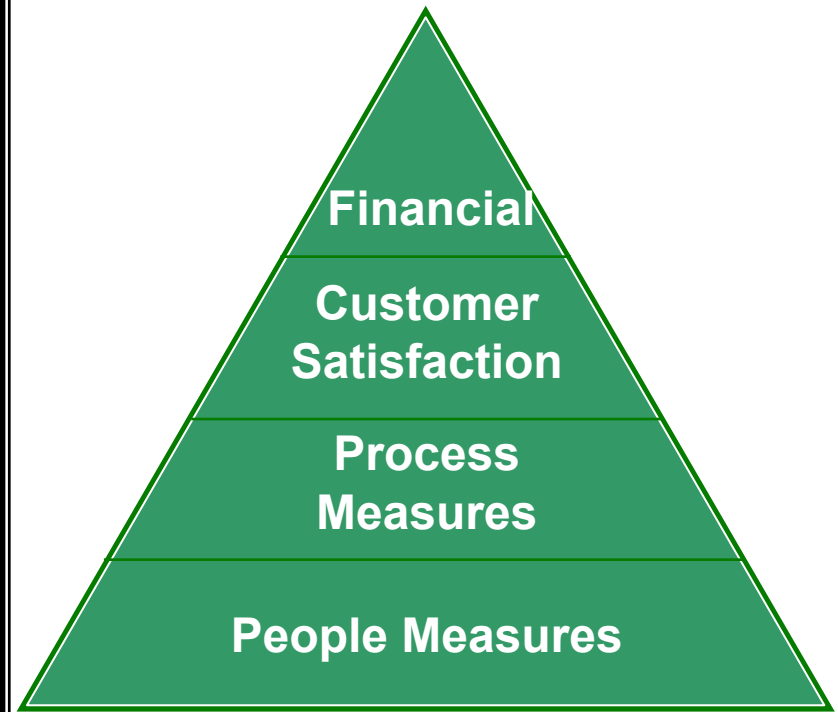 Financial
Customer
Satisfaction
Process
Measures
People Measures